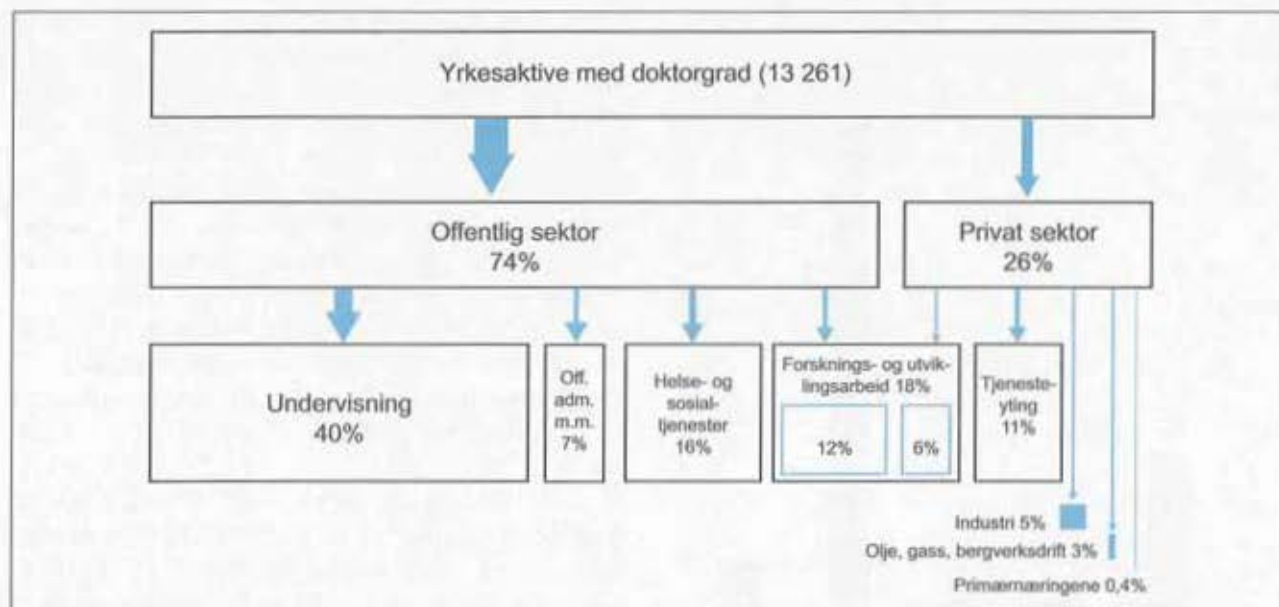 Yrkesaktive med doktorgrad (13 261)
Offentlig sektor
74%
Privat sektor
26%
Undervisning
40%
Off.
adm.
m.m.
7%
Helse- og
sosial-
tjenester
16%
Forsknings- og utvik-
lingsarbeid 18%
12%
6%
Tjeneste-
yting
11%
Industri 5%
Olje, gass, bergverksdrift 3%
Primærnæringene 0,4%